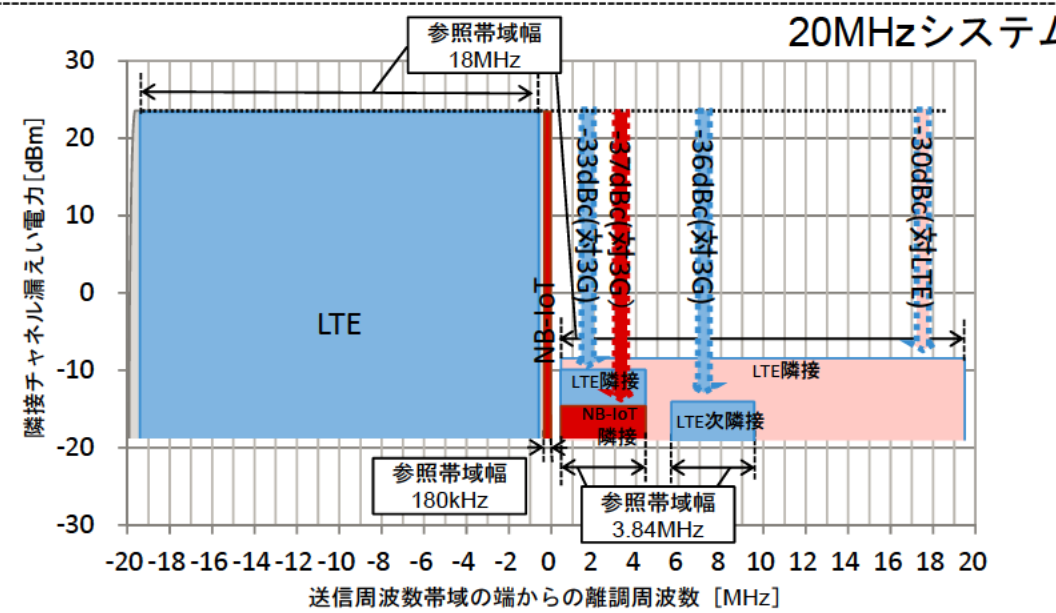 20MHzシステム
参照帯域幅
18MHz
30
20
10
0
-10
-20
-30
隣接チャネル漏えい電力[dBm]
LTE
NB-IoT
-33dBc(対3G)
-37dBc(対3G)
-36dBc(対3G)
-30dBc(対LTE)
LTE隣接
LTE隣接
NB-IoT
隣接
LTE次隣接
参照帯域幅
180kHz
参照帯域幅
3.84MHz
-20 -18 -16 -14 -12 -10 -8 -6 -4 -2 0 2 4 6 8 10 12 14 16 18 20
送信周波数帯域の端からの離調周波数［MHz］